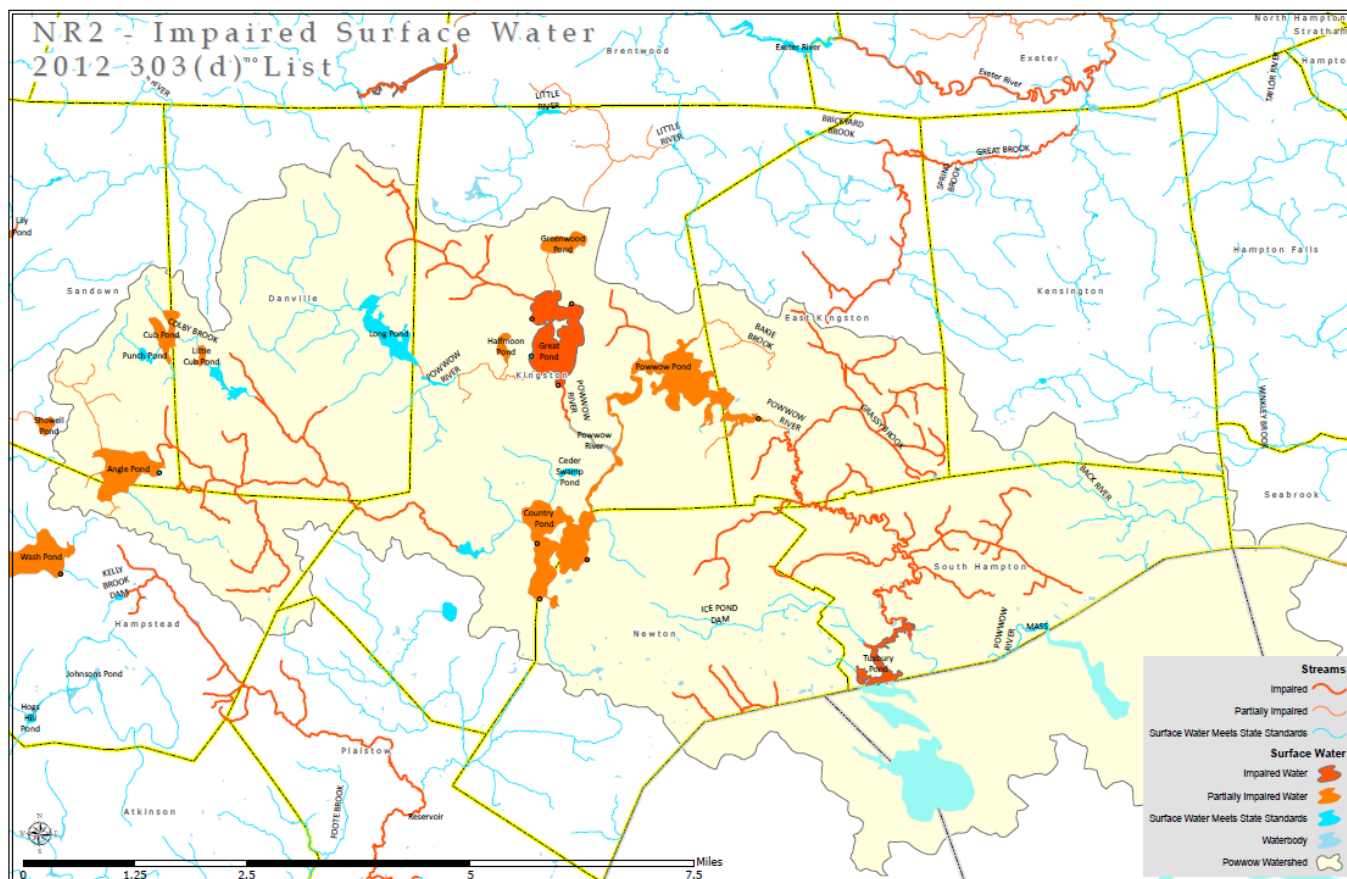 NR2 - Impaired Surface Water
2012 303(d) List
Brentwood
Exeter River
Exeter
North Hampton
Stratham
Exeter River
TAYLOR RIVER
RIVER
LITTLE
RIVER
LITTLE
RIVER
BRICKYARD
BROOK
GREAT BROOK
SPRING
BROOK
Lily
Pond
Greenwood
Pond
Hampton Falls
Sandown
Danville
Kensington
East Kingston
COLBY BROOK
Cub Pond
Long Pond
Punch Pond
Little
Cub Pond
Halfmoon
Pond
Great
Pond
Kingston
BAKIE
BROOK
POWWOW
RIVER
Powwow Pond
POWWOW
RIVER
POWWOW
RIVER
GRASSY BROOK
WINKLEY BROOK
Showell
Pond
Powwow
River
Angle Pond
Ceder
Swamp
Pond
BACK RIVER
Seabrook
Country
Pond
Wash Pond
KELLY
BROOK
DAM
South Hampton
Hampstead
ICE POND
DAM
Newton
POWWOW
RIVER
MASS
Tuxbury
Pond
Johnsons Pond
Hogs
Hill
Pond
Plaistow
Atkinson
FOOTE BROOK
Reservoir
N
S
Streams
Impaired
Partially Impaired
Surface Water Meets State Standards
Surface Water
Impaired Water
Partially Impaired Water
Surface Water Meets State Standards
Waterbody
Powwow Watershed
0 1.25 2.5 5 7.5 Miles